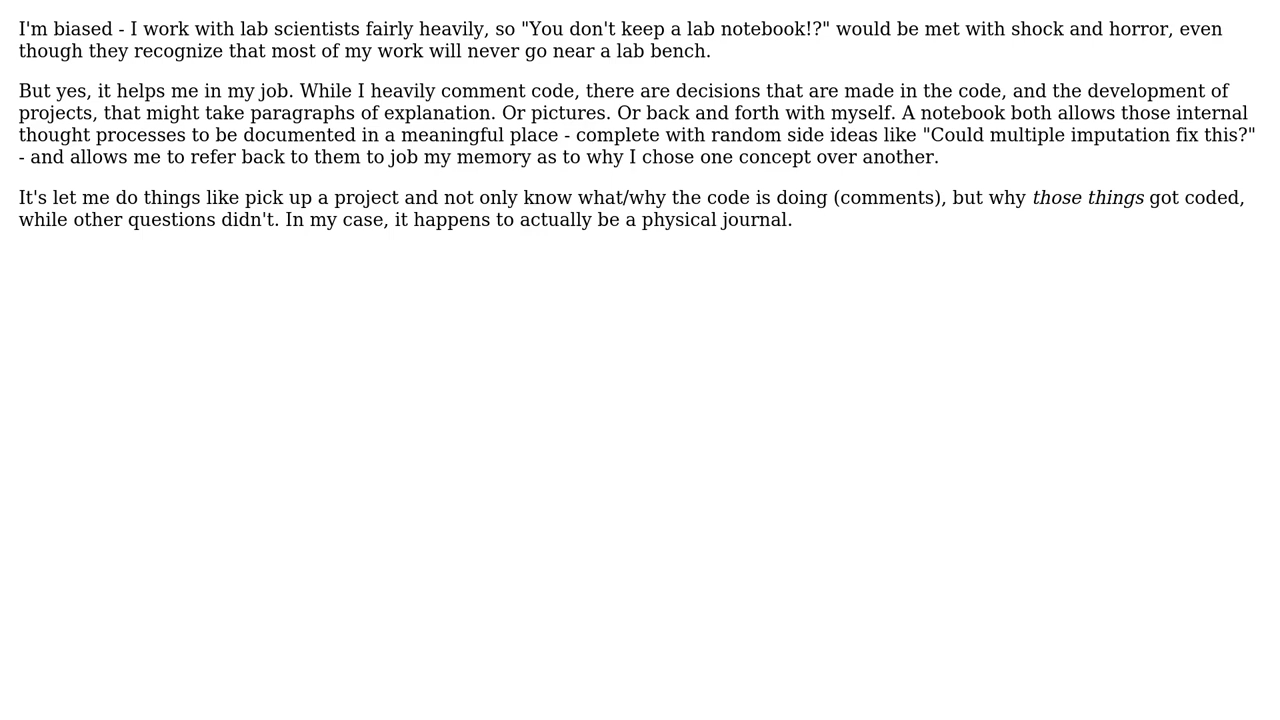 I'm biased - I work with lab scientists fairly heavily, so "You don't keep a lab notebook!?" would be met with shock and horror, even
though they recognize that most of my work will never go near a lab bench.
But yes, it helps me in my job. While I heavily comment code, there are decisions that are made in the code, and the development of
projects, that might take paragraphs of explanation. Or pictures. Or back and forth with myself. A notebook both allows those internal
thought processes to be documented in a meaningful place - complete with random side ideas like "Could multiple imputation fix this?"
- and allows me to refer back to them to job my memory as to why I chose one concept over another.
It's let me do things like pick up a project and not only know what/why the code is doing (comments), but why those things got coded,
while other questions didn't. In my case, it happens to actually be a physical journal.